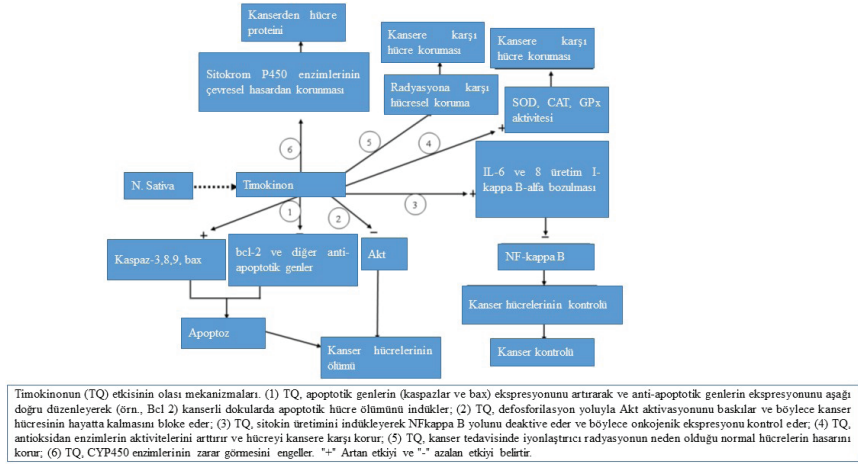 Kanserden hücre
proteini
Kansere karşı
hücre koruması
Kansere karşı
hücre koruması
Sitokrom P450 enzimlerinin
çevresel hasardan korunması
Radyasyona karşı
hücresel koruma
SOD, CAT, GPx
aktivitesi
+
5
4
6
IL-6 ve 8 üretim I-
kappa B-alfa bozulması
N. Sativa
Timokinon
+
3
1
2
+
-
-
-
Kaspaz-3,8,9, bax
bcl-2 ve diğer anti-
apoptotik genler
Akt
NF-kappa B
Kanser hücrelerinin kontrolü
Apoptoz
Kanser hücrelerinin
ölümü
Kanser kontrolü
Timokinonun (TQ) etkisinin olası mekanizmaları. (1) TQ, apoptotik genlerin (kaspazlar ve bax) ekspresyonunu artırarak ve anti-apoptotik genlerin ekspresyonunu aşağı
doğru düzenleyerek (örn., Bcl 2) kanserli dokularda apoptotik hücre ölümünü indükler; (2) TQ, defosforilasyon yoluyla Akt aktivasyonunu baskılar ve böylece kanser
hücresinin hayatta kalmasını bloke eder; (3) TQ, sitokin üretimini indükleyerek NFkappa B yolunu deaktive eder ve böylece onkojenik ekspresyonu kontrol eder; (4) TQ,
antioksidan enzimlerin aktivitelerini arttırır ve hücreyi kansere karşı korur; (5) TQ, kanser tedavisinde iyonlaştırıcı radyasyonun neden olduğu normal hücrelerin hasarını
korur; (6) TQ, CYP450 enzimlerinin zarar görmesini engeller. "+" Artan etkiyi ve "-" azalan etkiyi belirtir.